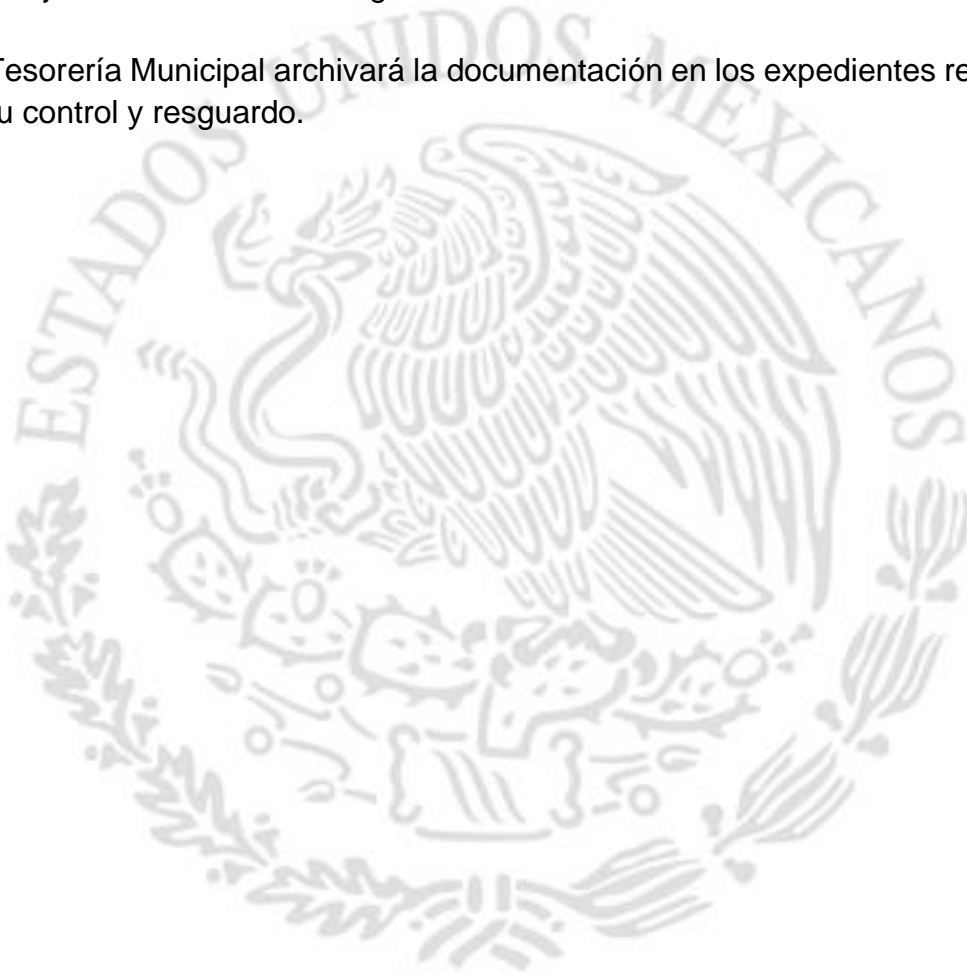 Tesorería Municipal archivará la documentación en los expedientes re
u control y resguardo.
ESTADOS UNIDOS MEXICANOS